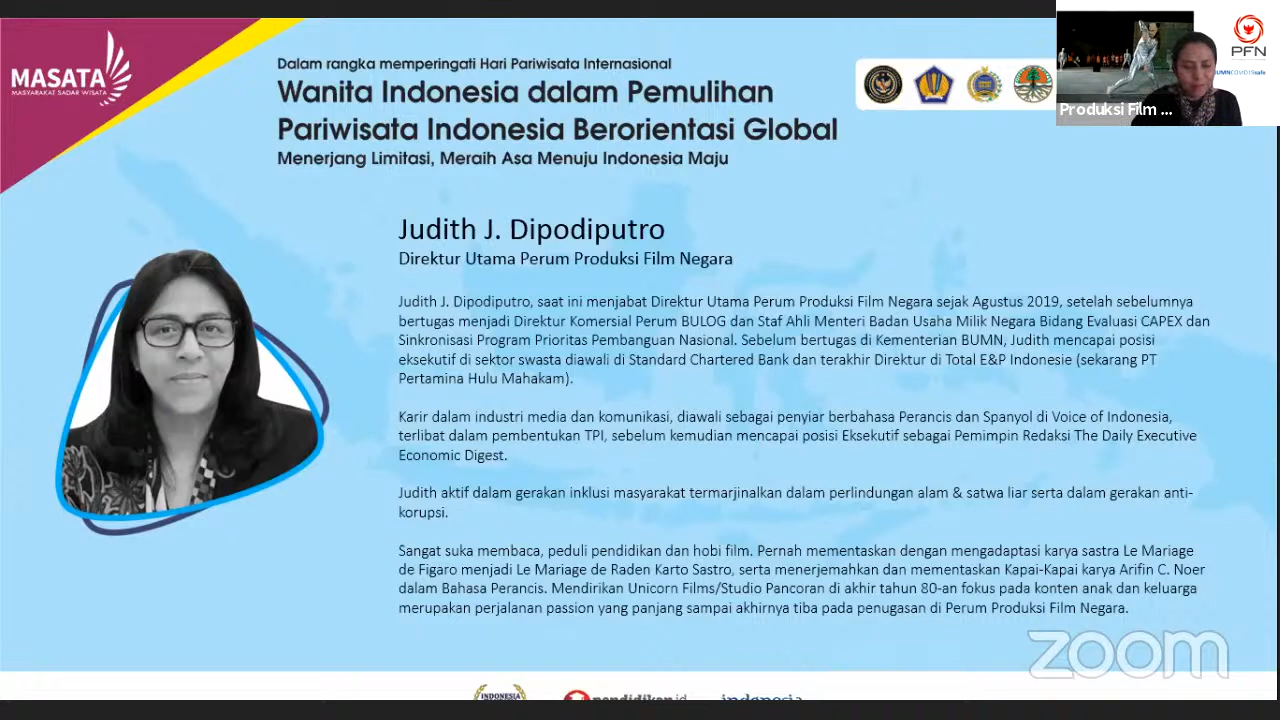 MASATA
MASYARAKAT SADAR WISATA
Dalam rangka memperingati Hari Pariwisata Internasional
Wanita Indonesia dalam Pemulihan
Pariwisata Indonesia Berorientasi Global
Menerjang Limitasi, Meraih Asa Menuju Indonesia Maju
PFN
Produksi Film ...
Judith J. Dipodiputro
Direktur Utama Perum Produksi Film Negara
Judith J. Dipodiputro, saat ini menjabat Direktur Utama Perum Produksi Film Negara sejak Agustus 2019, setelah sebelumnya
bertugas menjadi Direktur Komersial Perum BULOG dan Staf Ahli Menteri Badan Usaha Milik Negara Bidang Evaluasi CAPEX dan
Sinkronisasi Program Prioritas Pembanguan Nasional. Sebelum bertugas di Kementerian BUMN, Judith mencapai posisi
eksekutif di sektor swasta diawali di Standard Chartered Bank dan terakhir Direktur di Total E&P Indonesie (sekarang PT
Pertamina Hulu Mahakam).
Karir dalam industri media dan komunikasi, diawali sebagai penyiar berbahasa Perancis dan Spanyol di Voice of Indonesia,
terlibat dalam pembentukan TPI, sebelum kemudian mencapai posisi Eksekutif sebagai Pemimpin Redaksi The Daily Executive
Economic Digest.
Judith aktif dalam gerakan inklusi masyarakat termarjinalkan dalam perlindungan alam & satwa liar serta dalam gerakan anti-
korupsi.
Sangat suka membaca, peduli pendidikan dan hobi film. Pernah mementaskan dengan mengadaptasi karya sastra Le Mariage
de Figaro menjadi Le Mariage de Raden Karto Sastro, serta menerjemahkan dan mementaskan Kapai-Kapai karya Arifin C. Noer
dalam Bahasa Perancis. Mendirikan Unicorn Films/Studio Pancoran di akhir tahun 80-an fokus pada konten anak dan keluarga
merupakan perjalanan passion yang panjang sampai akhirnya tiba pada penugasan di Perum Produksi Film Negara.
zoom
INDONESIA
pendidikan.id
indonesia